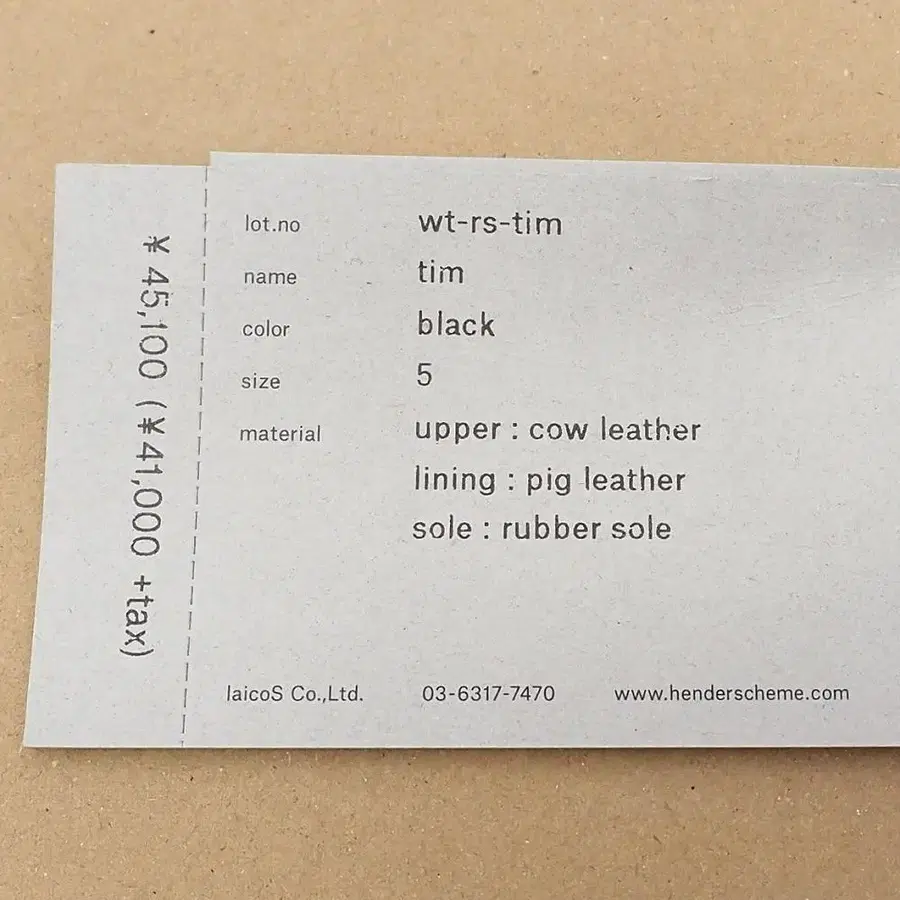 ¥ 45,100 (¥41,000 +tax)
lot.no wt-rs-tim
name tim
color black
size 5
material upper : cow leather
lining : pig leather
sole : rubber sole
laicoS Co.,Ltd. 03-6317-7470 www.henderscheme.com